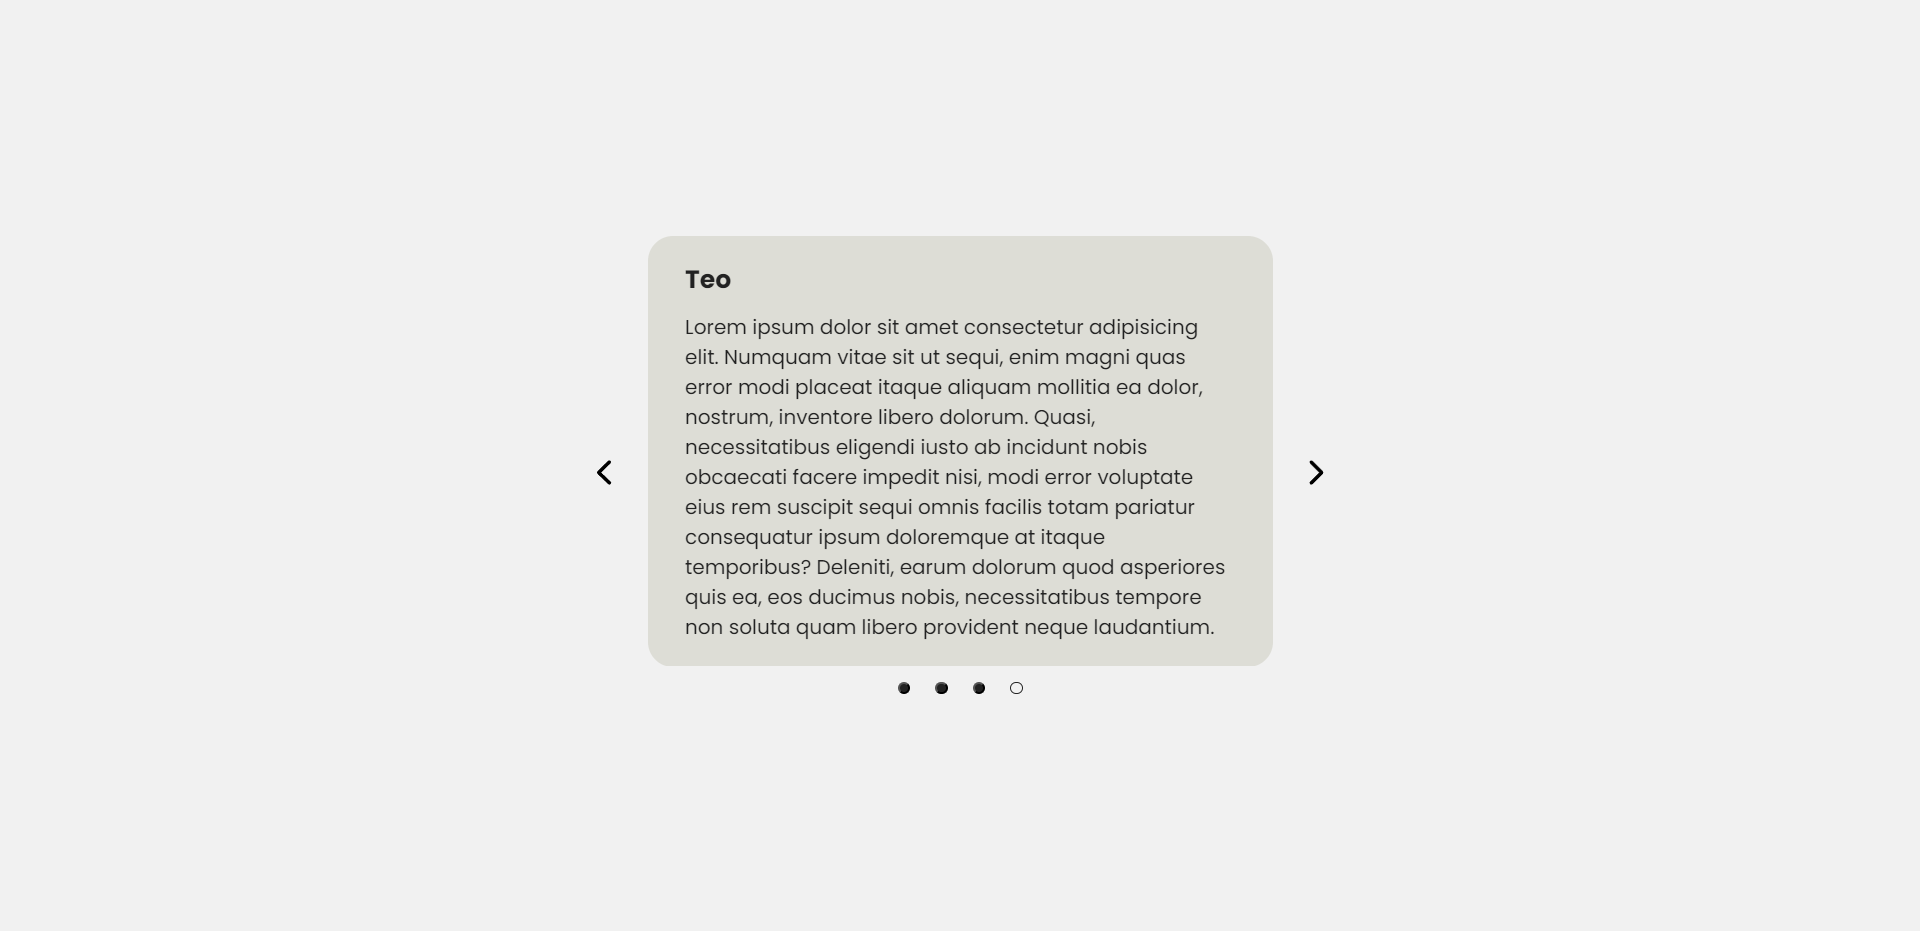 Teo
Lorem ipsum dolor sit amet consectetur adipisicing
elit. Numquam vitae sit ut sequi, enim magni quas
error modi placeat itaque aliquam mollitia ea dolor,
nostrum, inventore libero dolorum. Quasi,
necessitatibus eligendi iusto ab incidunt nobis
obcaecati facere impedit nisi, modi error voluptate
eius rem suscipit sequi omnis facilis totam pariatur
consequatur ipsum doloremque at itaque
temporibus? Deleniti, earum dolorum quod asperiores
quis ea, eos ducimus nobis, necessitatibus tempore
non soluta quam libero provident neque laudantium.